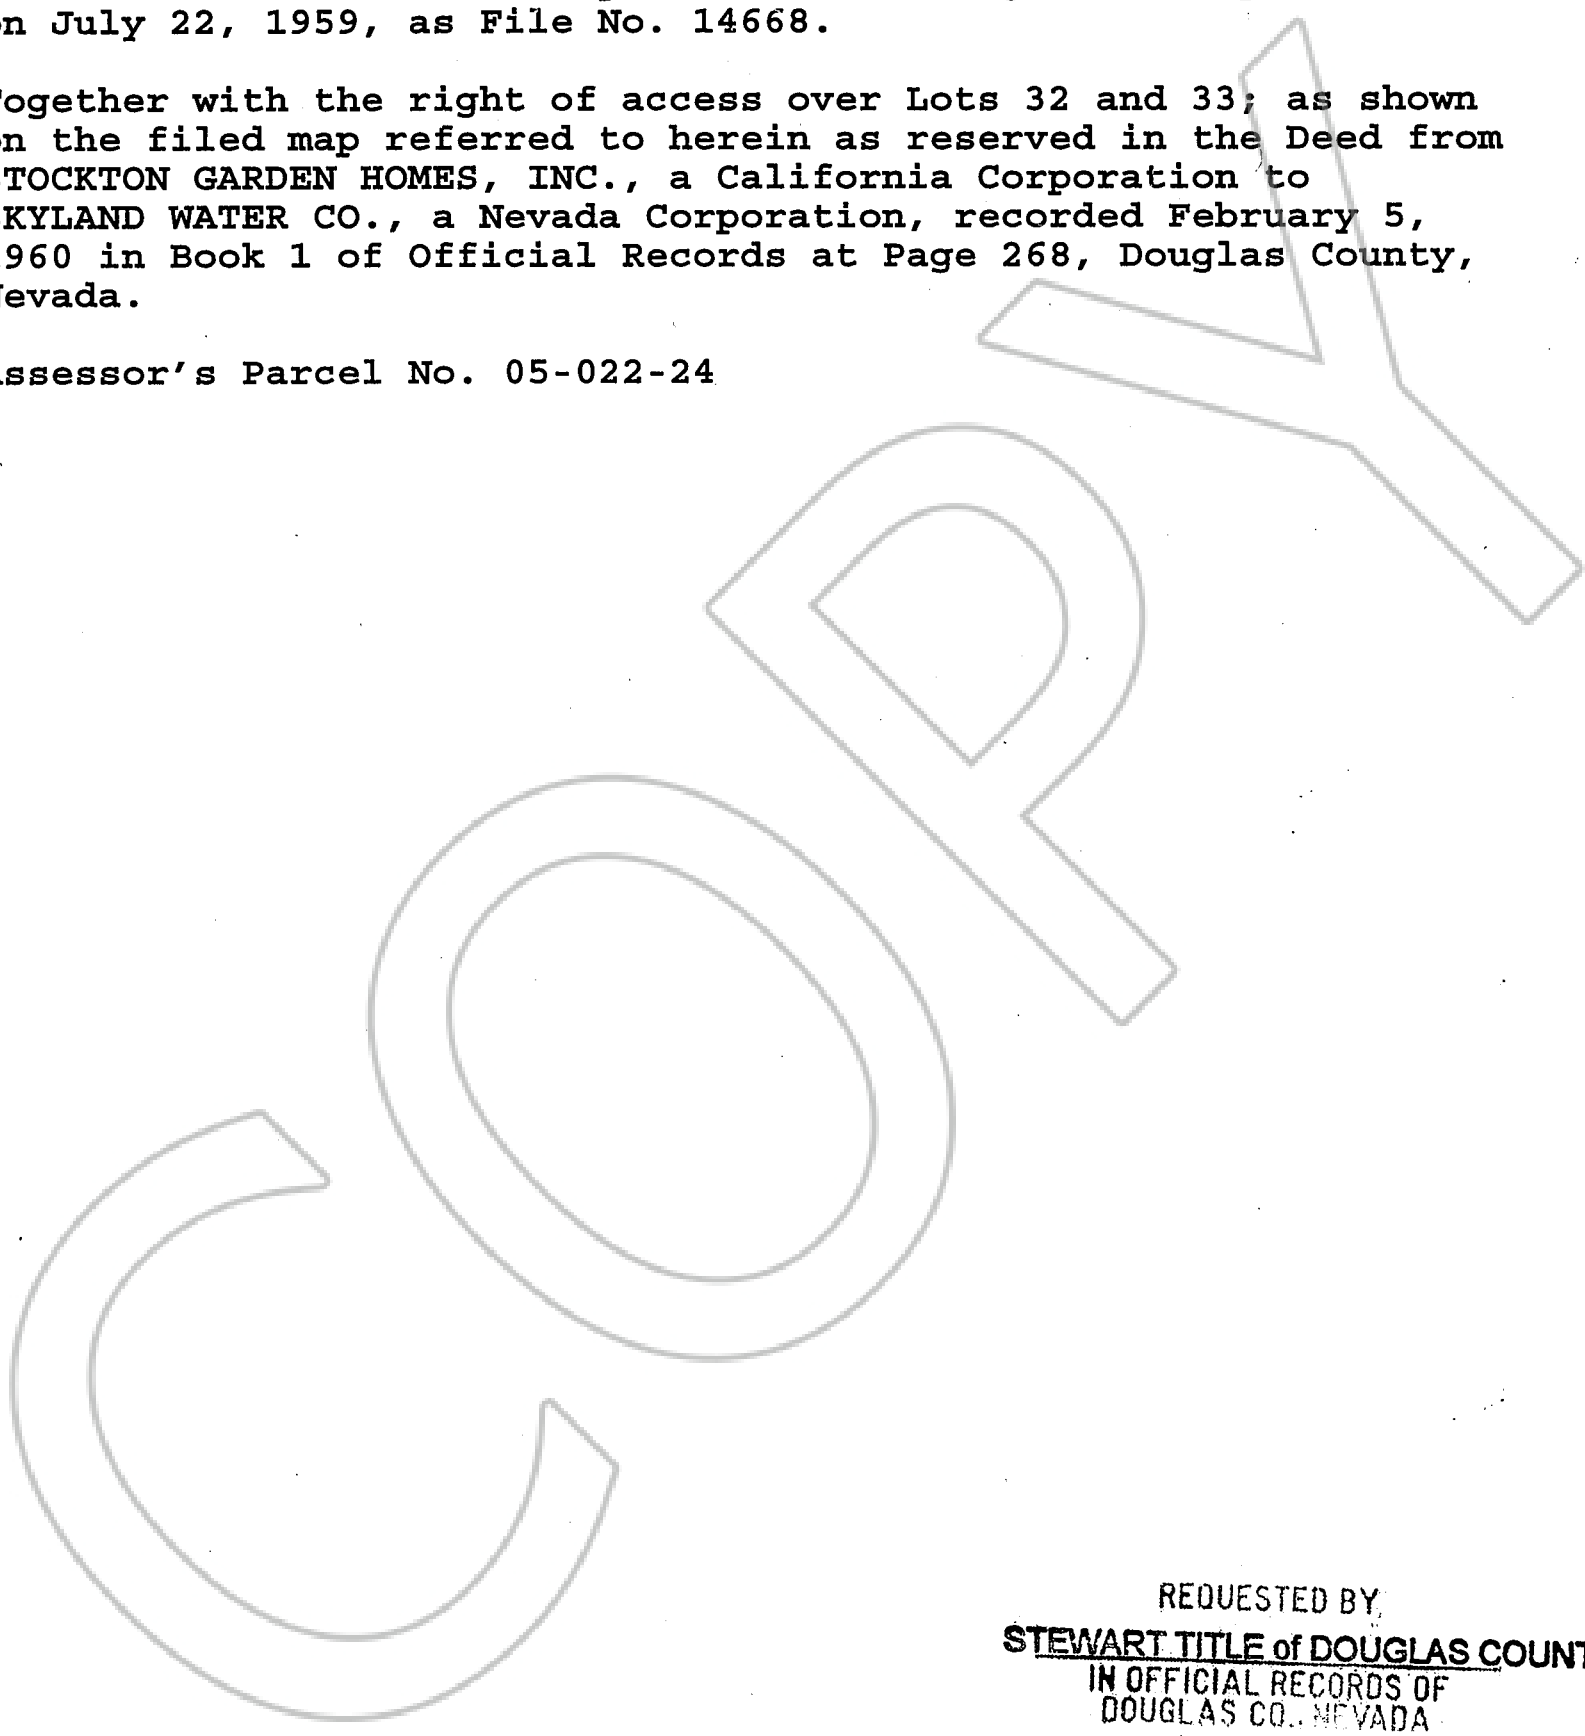 n July 22, 1959, as File No. 14668.
ogether with the right of access over Lots 32 and 33; as shown
n the filed map referred to herein as reserved in the Deed from
TOCKTON GARDEN HOMES, INC., a California Corporation to
KYLAND WATER CO., a Nevada Corporation, recorded February 5,
960 in Book 1 of Official Records at Page 268, Douglas County,
evada.
ssessor's Parcel No. 05-022-24
COPY
REQUESTED BY
STEWART TITLE of DOUGLAS COUNT
IN OFFICIAL RECORDS OF
DOUGLAS CO., NEVADA